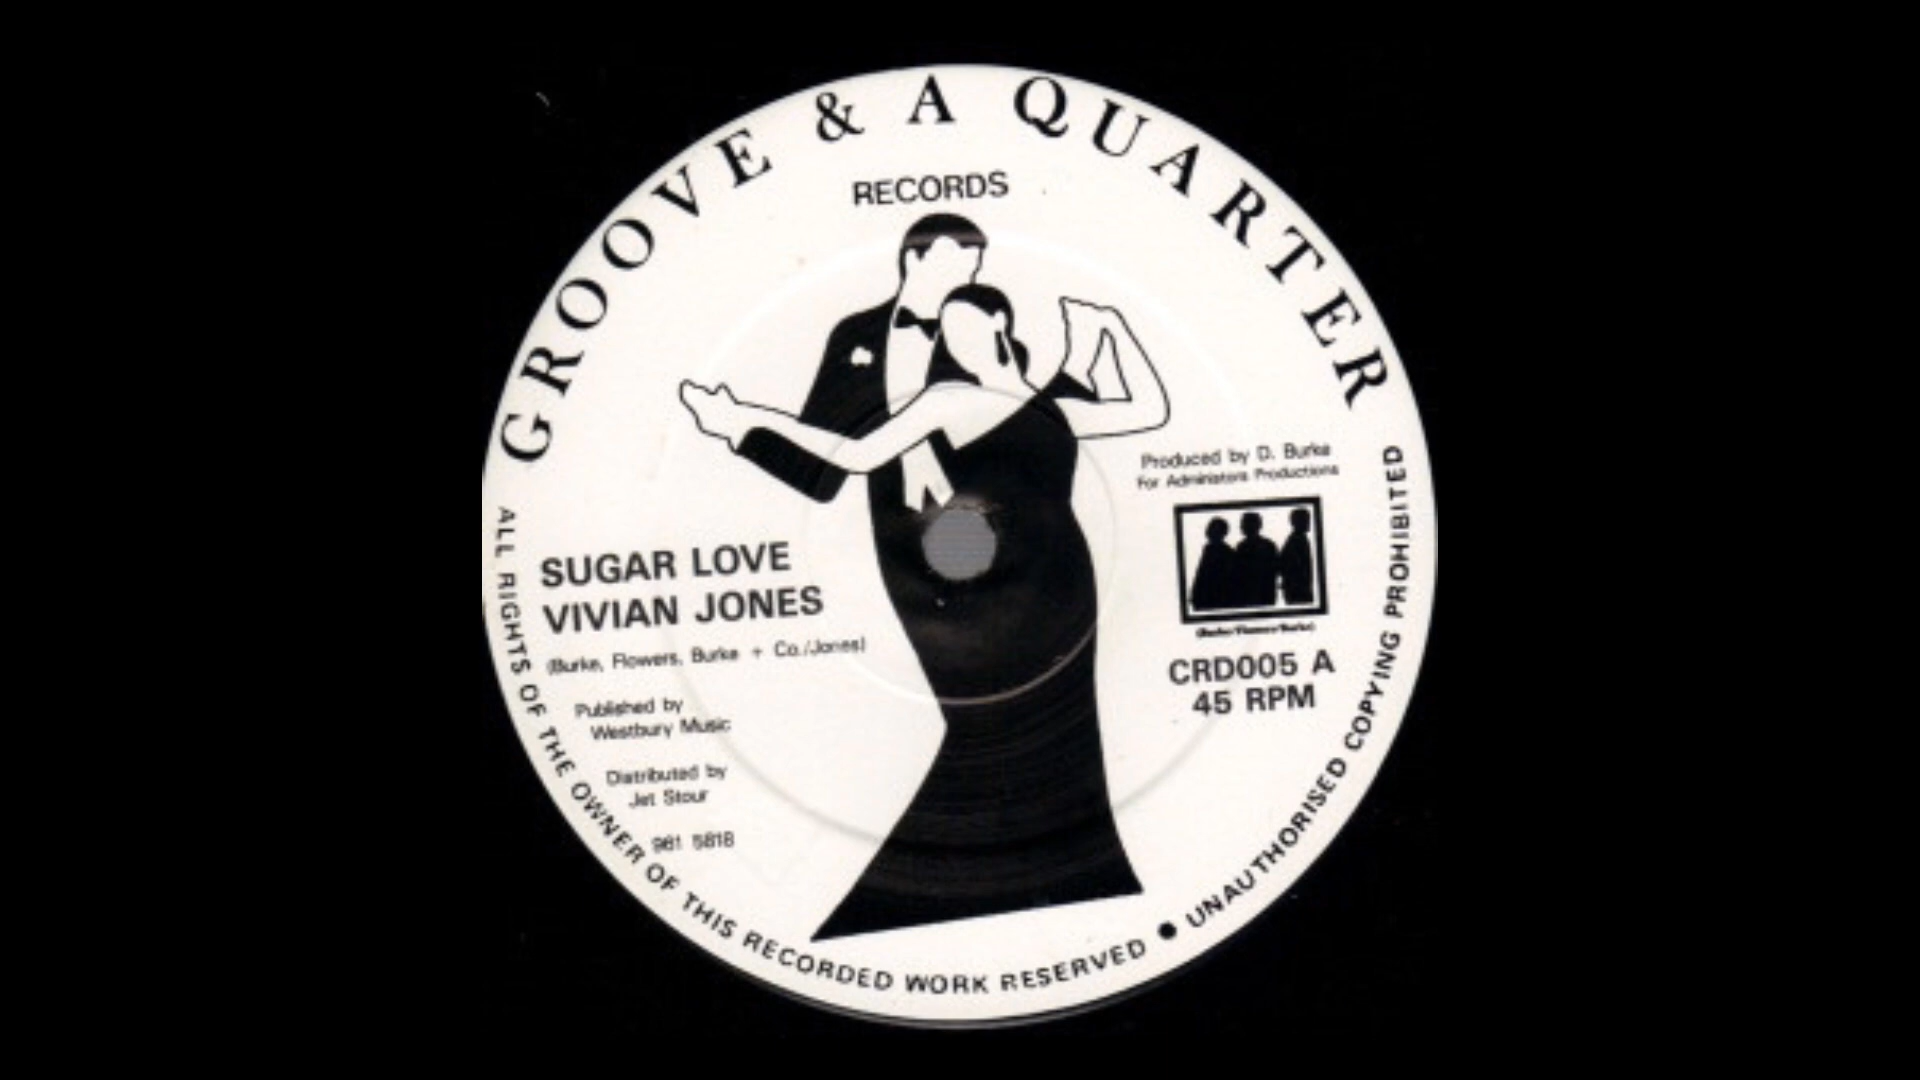 GROOVE & A QUARTER
RECORDS
Produced by D. Burke
For Administers Productions
SUGAR LOVE
VIVIAN JONES
(Burke, Flowers, Burke + Co./Jones)
CRD005 A
45 RPM
Published by
Westbury Music
Distributed by
Jet Stour
961 5818
ALL RIGHTS OF THE OWNER OF THIS RECORDED WORK RESERVED ● UNAUTHORISED COPYING PROHIBITED